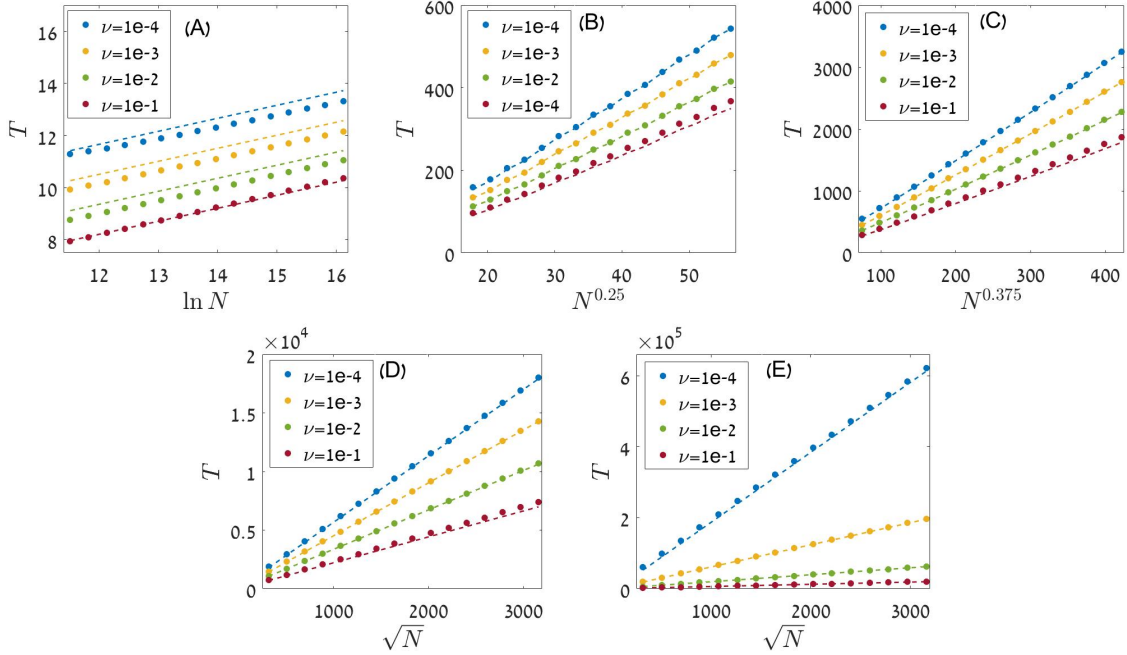 (A)
ν=1e-4
ν=1e-3
ν=1e-2
ν=1e-1
16
14
12
10
8
T
12
13
14
15
16
ln N
(B)
ν=1e-4
ν=1e-3
ν=1e-2
ν=1e-4
600
400
200
0
T
20
30
40
50
N^0.25
(C)
ν=1e-4
ν=1e-3
ν=1e-2
ν=1e-1
4000
3000
2000
1000
0
T
100
200
300
400
N^0.375
×10^4
(D)
ν=1e-4
ν=1e-3
ν=1e-2
ν=1e-1
2
1.5
1
0.5
0
T
1000
2000
3000
√N
×10^5
(E)
ν=1e-4
ν=1e-3
ν=1e-2
ν=1e-1
6
4
2
0
T
1000
2000
3000
√N